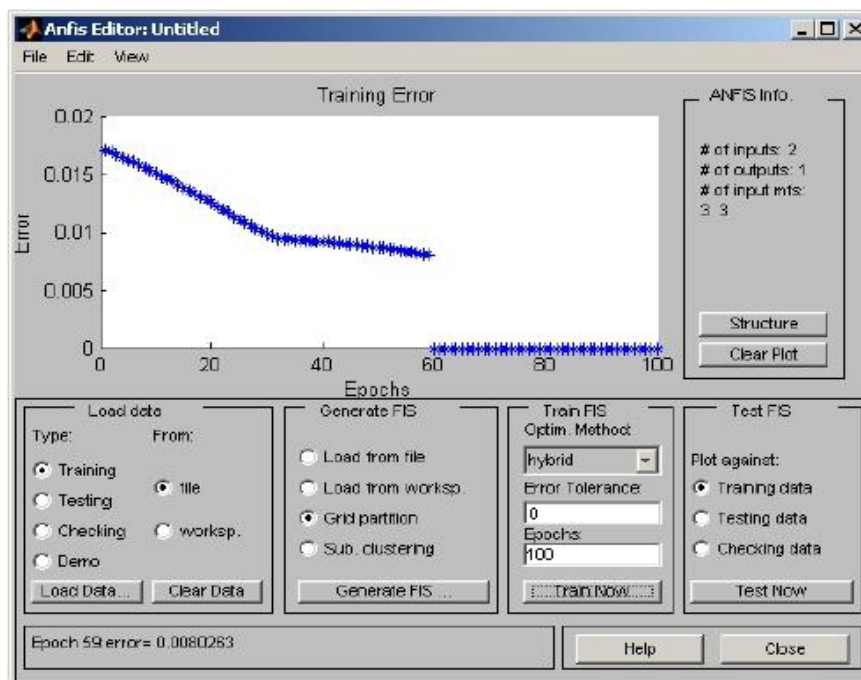 Anfis Editor: Untitled
File Edit View
Training Error
0.02
0.015
0.01
0.005
0
Error
0 20 40 60 80 100
Epochs
ANFIS Info.
# of inputs: 2
# of outputs: 1
# of input mfs:
3 3
Structure
Clear Plot
Load data
Type: From:
Training
Testing
Checking
Demo
file
worksp.
Load Data... Clear Data
Generate FIS
Load from file
Load from worksp.
Grid partition
Sub. clustering
Generate FIS ...
Train FIS
Optim. Method:
hybrid
Error Tolerance:
0
Epochs:
100
Train Now
Test FIS
Plot against:
Training data
Testing data
Checking data
Test Now
Epoch 59 error= 0.0080263
Help
Close